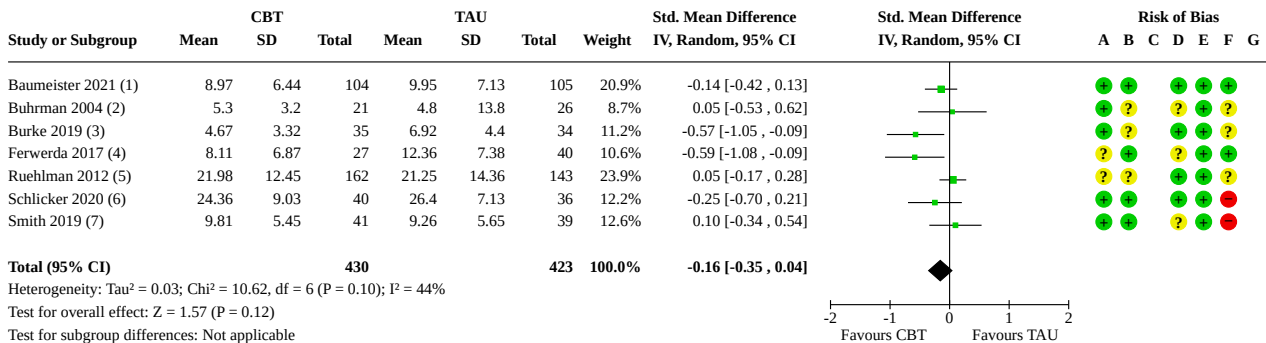 CBT TAU Std. Mean Difference Std. Mean Difference Risk of Bias
Study or Subgroup Mean SD Total Mean SD Total Weight IV, Random, 95% CI IV, Random, 95% CI A B C D E F G
Baumeister 2021 (1) 8.97 6.44 104 9.95 7.13 105 20.9% -0.14 [-0.42 , 0.13] + + + + +
Buhrman 2004 (2) 5.3 3.2 21 4.8 13.8 26 8.7% 0.05 [-0.53 , 0.62] + ? ? + ?
Burke 2019 (3) 4.67 3.32 35 6.92 4.4 34 11.2% -0.57 [-1.05 , -0.09] + ? + + ?
Ferwerda 2017 (4) 8.11 6.87 27 12.36 7.38 40 10.6% -0.59 [-1.08 , -0.09] ? + ? + +
Ruehlman 2012 (5) 21.98 12.45 162 21.25 14.36 143 23.9% 0.05 [-0.17 , 0.28] ? ? + + ?
Schlicker 2020 (6) 24.36 9.03 40 26.4 7.13 36 12.2% -0.25 [-0.70 , 0.21] + + + + −
Smith 2019 (7) 9.81 5.45 41 9.26 5.65 39 12.6% 0.10 [-0.34 , 0.54] + + ? + −
Total (95% CI) 430 423 100.0% -0.16 [-0.35 , 0.04]
Heterogeneity: Tau² = 0.03; Chi² = 10.62, df = 6 (P = 0.10); I² = 44%
Test for overall effect: Z = 1.57 (P = 0.12)
Test for subgroup differences: Not applicable
-2 -1 0 1 2
Favours CBT Favours TAU